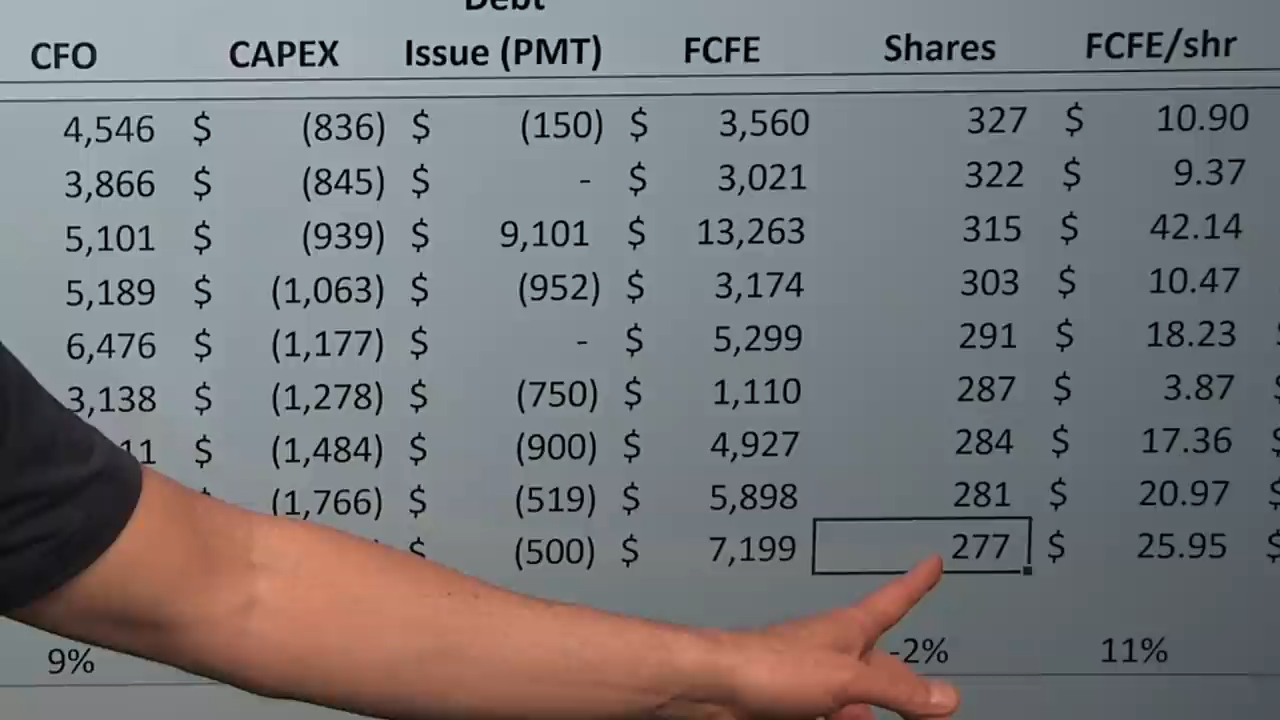 Debt
CFO CAPEX Issue (PMT) FCFE Shares FCFE/shr
4,546 $ (836) $ (150) $ 3,560 327 $ 10.90
3,866 $ (845) $ - $ 3,021 322 $ 9.37
5,101 $ (939) $ 9,101 $ 13,263 315 $ 42.14
5,189 $ (1,063) $ (952) $ 3,174 303 $ 10.47
6,476 $ (1,177) $ - $ 5,299 291 $ 18.23 $
3,138 $ (1,278) $ (750) $ 1,110 287 $ 3.87 $
11 $ (1,484) $ (900) $ 4,927 284 $ 17.36 $
(1,766) $ (519) $ 5,898 281 $ 20.97 $
$ (500) $ 7,199 277 $ 25.95 $
9% -2% 11%